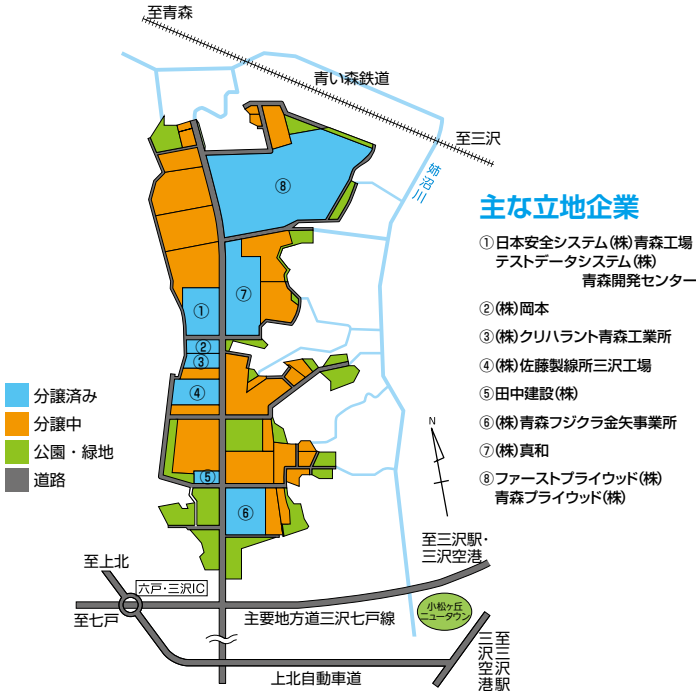 至青森
青い森鉄道
至三沢
姉沼川
⑧
⑦
①
②
③
④
⑤
⑥
主な立地企業
①日本安全システム(株)青森工場
テストデータシステム(株)
青森開発センター
②(株)岡本
③(株)クリハラント青森工業所
④(株)佐藤製線所三沢工場
⑤田中建設(株)
⑥(株)青森フジクラ金矢事業所
⑦(株)真和
⑧ファーストプライウッド(株)
青森プライウッド(株)
分譲済み
分譲中
公園・緑地
道路
N
至三沢駅・
三沢空港
至上北
六戸・三沢IC
至七戸
主要地方道三沢七戸線
小松ヶ丘
ニュータウン
上北自動車道
至三沢駅
三沢空港